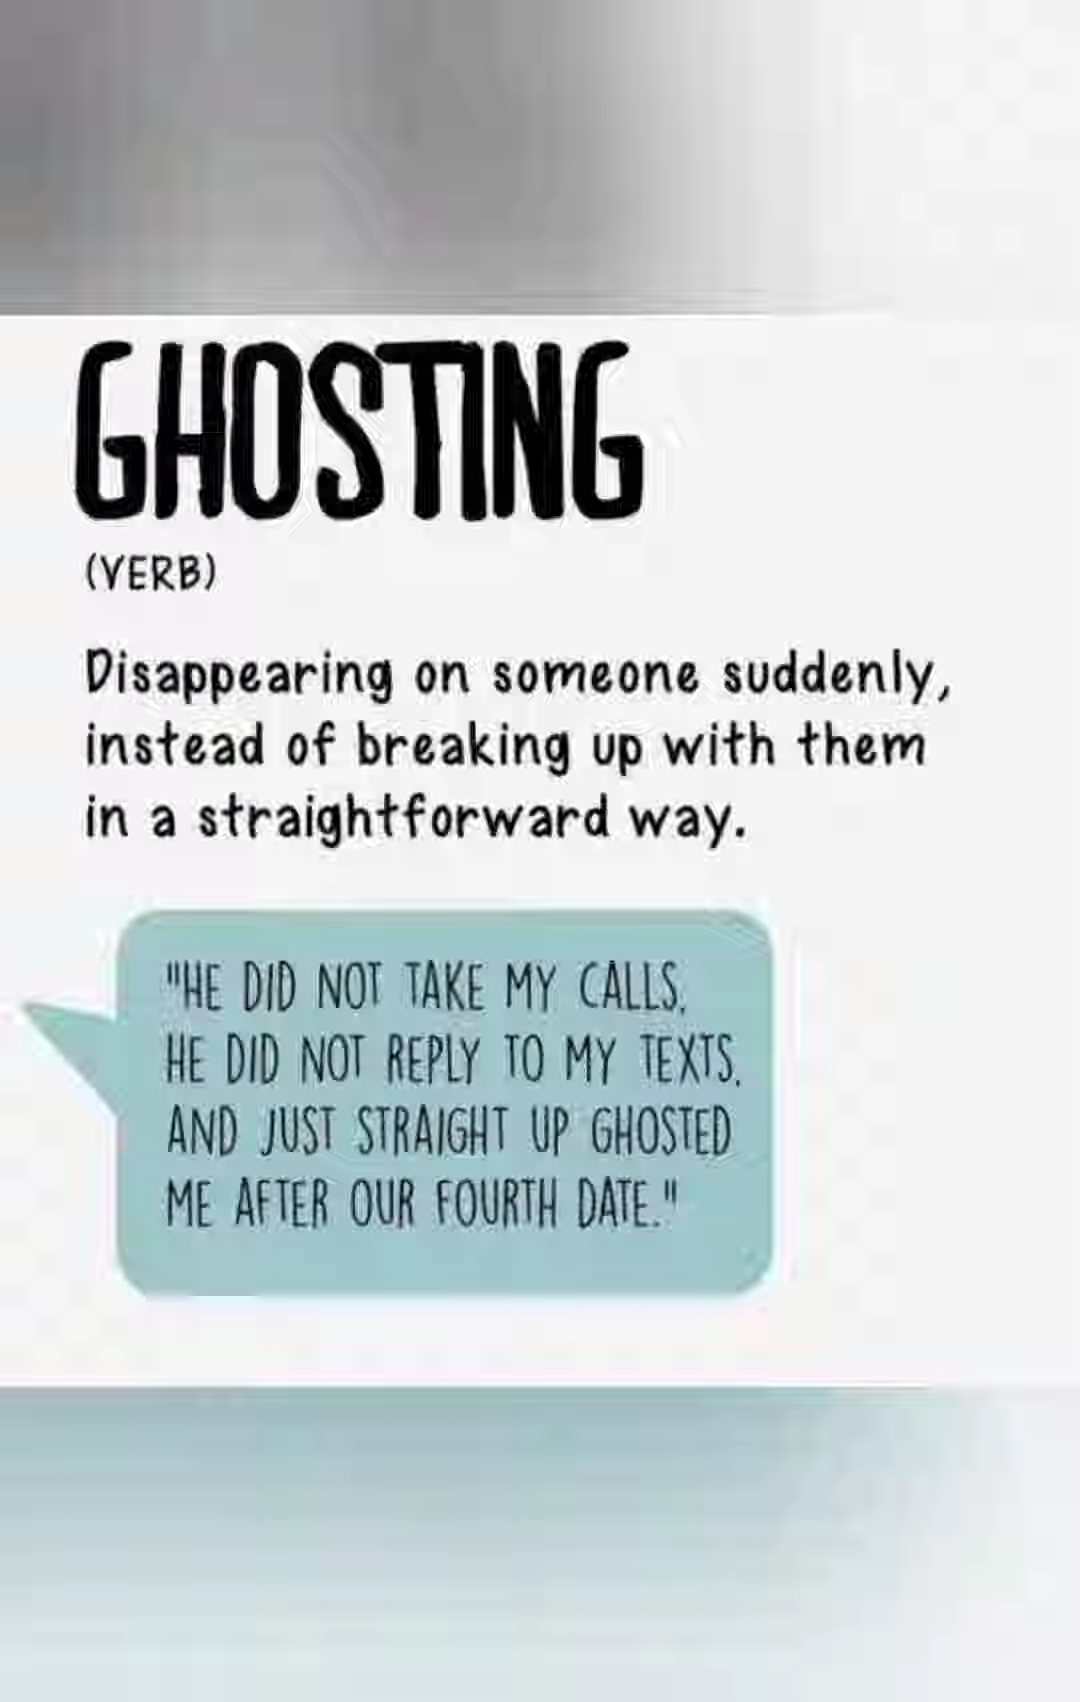 GHOSTING
(VERB)
Disappearing on someone suddenly,
instead of breaking up with them
in a straightforward way.
"HE DID NOT TAKE MY CALLS,
HE DID NOT REPLY TO MY TEXTS,
AND JUST STRAIGHT UP GHOSTED
ME AFTER OUR FOURTH DATE."